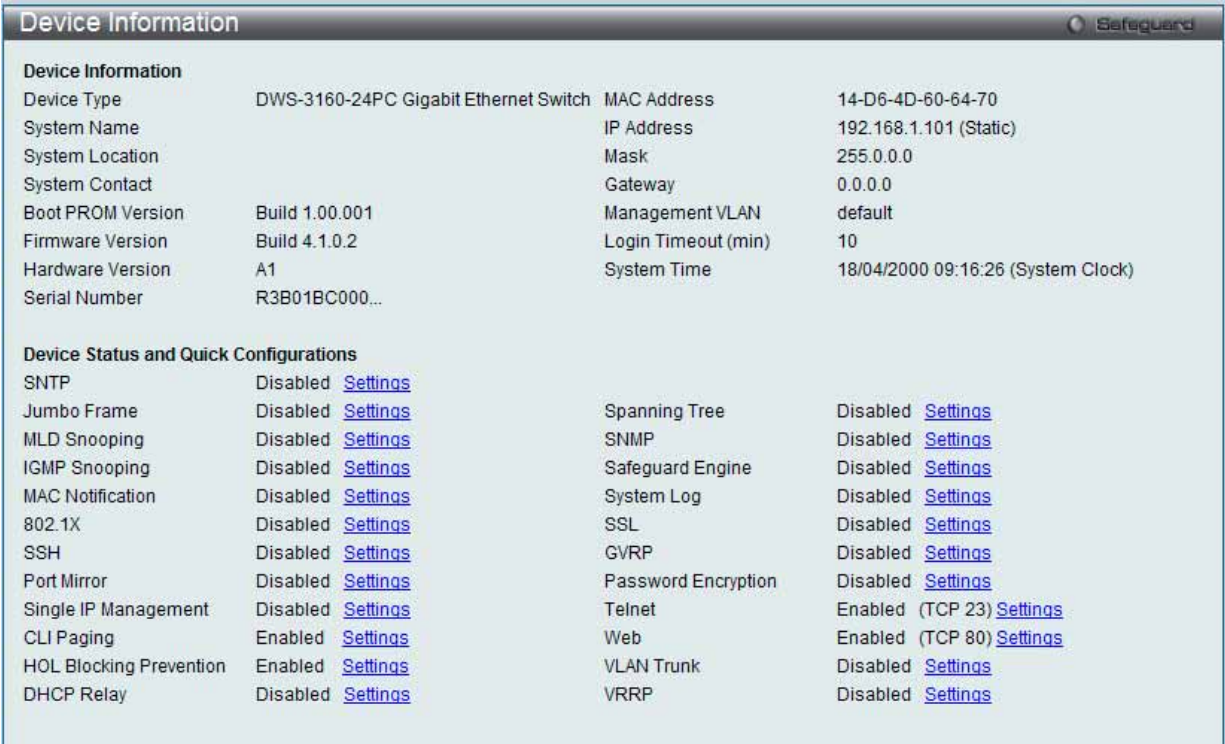 Device Information
Safeguard
Device Information
Device Type DWS-3160-24PC Gigabit Ethernet Switch MAC Address 14-D6-4D-60-64-70
System Name IP Address 192.168.1.101 (Static)
System Location Mask 255.0.0.0
System Contact Gateway 0.0.0.0
Boot PROM Version Build 1.00.001 Management VLAN default
Firmware Version Build 4.1.0.2 Login Timeout (min) 10
Hardware Version A1 System Time 18/04/2000 09:16:26 (System Clock)
Serial Number R3B01BC000...
Device Status and Quick Configurations
SNTP Disabled Settings
Jumbo Frame Disabled Settings Spanning Tree Disabled Settings
MLD Snooping Disabled Settings SNMP Disabled Settings
IGMP Snooping Disabled Settings Safeguard Engine Disabled Settings
MAC Notification Disabled Settings System Log Disabled Settings
802.1X Disabled Settings SSL Disabled Settings
SSH Disabled Settings GVRP Disabled Settings
Port Mirror Disabled Settings Password Encryption Disabled Settings
Single IP Management Disabled Settings Telnet Enabled (TCP 23) Settings
CLI Paging Enabled Settings Web Enabled (TCP 80) Settings
HOL Blocking Prevention Enabled Settings VLAN Trunk Disabled Settings
DHCP Relay Disabled Settings VRRP Disabled Settings